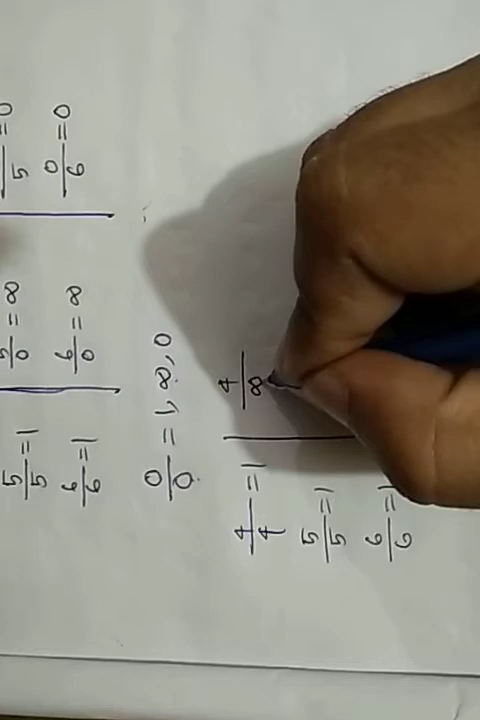 5/5 = 1 5/0 = ∞ 0/5 = 0
6/6 = 1 6/0 = ∞ 0/6 = 0
0/0 = 1, ∞, 0
4/4 = 1 4/∞
5/5 = 1
6/6 = 1